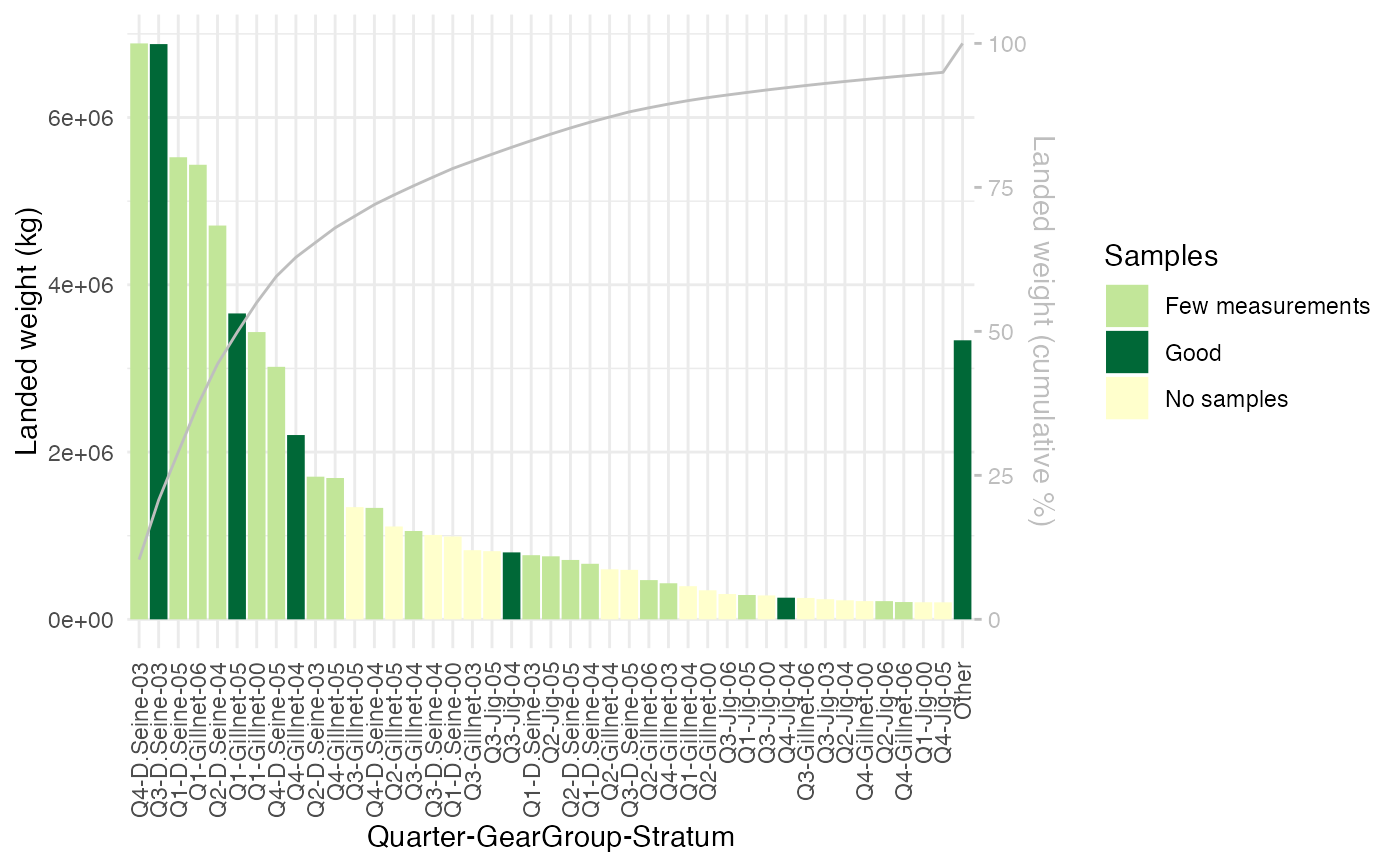 Landed weight (kg)
6e+06
4e+06
2e+06
0e+00
100
75
50
25
0
Landed weight (cumulative %)
Q4-D.Seine-03
Q3-D.Seine-03
Q1-D.Seine-05
Q1-Gillnet-06
Q2-D.Seine-04
Q1-Gillnet-05
Q1-Gillnet-00
Q2-D.Seine-05
Q4-Gillnet-04
Q2-D.Seine-03
Q4-Gillnet-05
Q3-Gillnet-05
Q4-D.Seine-04
Q2-Gillnet-05
Q3-Gillnet-04
Q3-D.Seine-04
Q1-D.Seine-00
Q3-Gillnet-03
Q3-Jig-05
Q3-Jig-04
Q1-D.Seine-03
Q2-Jig-05
Q2-D.Seine-05
Q1-D.Seine-04
Q2-Gillnet-04
Q3-D.Seine-05
Q2-Gillnet-06
Q3-Gillnet-04
Q1-Gillnet-04
Q2-Gillnet-00
Q3-Jig-06
Q1-Jig-05
Q3-Jig-00
Q4-Jig-04
Q3-Gillnet-06
Q3-Jig-03
Q2-Jig-04
Q4-Gillnet-00
Q2-Jig-06
Q4-Gillnet-06
Q1-Jig-00
Q4-Jig-05
Other
Quarter-GearGroup-Stratum
Samples
Few measurements
Good
No samples